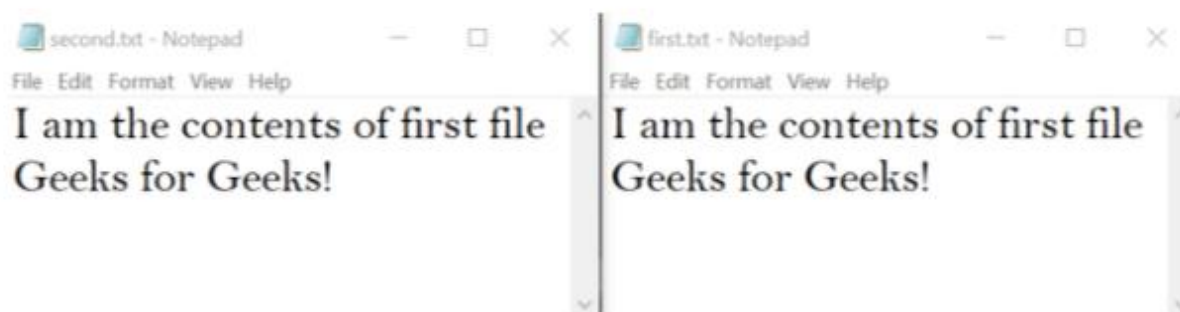 second.txt - Notepad
File Edit Format View Help
I am the contents of first file
Geeks for Geeks!
first.txt - Notepad
File Edit Format View Help
I am the contents of first file
Geeks for Geeks!